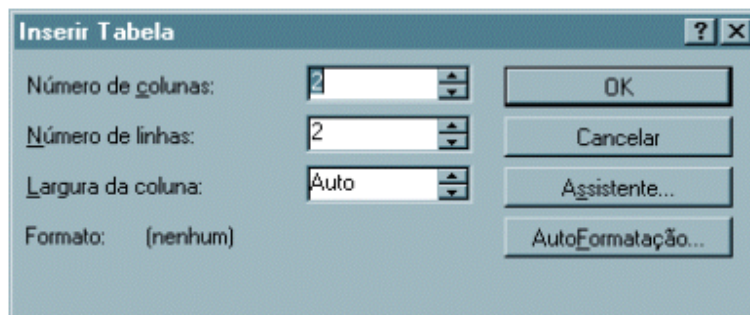 Inserir Tabela
Número de colunas: 2 OK
Número de linhas: 2 Cancelar
Largura da coluna: Auto Assistente...
Formato: (nenhum) AutoFormatação...